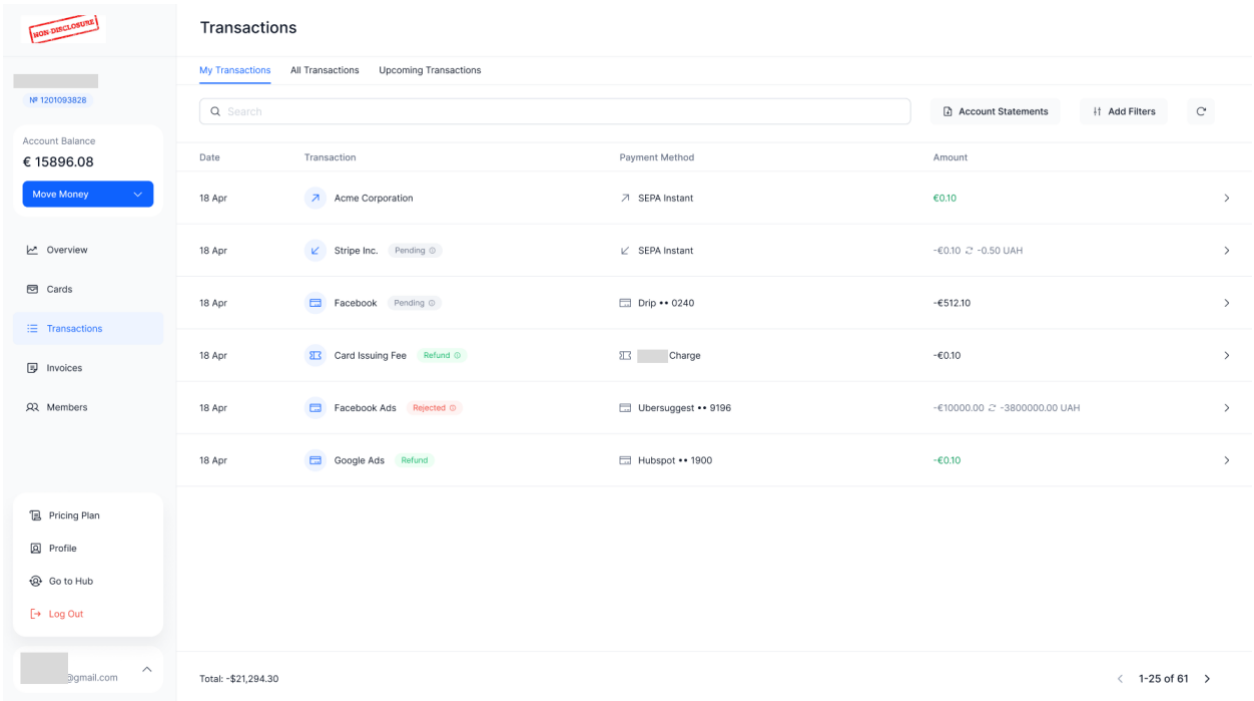 NON-DISCLOSURE
Transactions
My Transactions All Transactions Upcoming Transactions
№ 1201093828
Search
Account Statements
Add Filters
Account Balance
€ 15896.08
Move Money
Overview
Cards
Transactions
Invoices
Members
Pricing Plan
Profile
Go to Hub
Log Out
@gmail.com
Date Transaction Payment Method Amount
18 Apr Acme Corporation SEPA Instant €0.10
18 Apr Stripe Inc. Pending SEPA Instant -€0.10 -0.50 UAH
18 Apr Facebook Pending Drip •• 0240 -€512.10
18 Apr Card Issuing Fee Refund Charge -€0.10
18 Apr Facebook Ads Rejected Ubersuggest •• 9196 -€10000.00 -3800000.00 UAH
18 Apr Google Ads Refund Hubspot •• 1900 -€0.10
Total: -$21,294.30
1-25 of 61